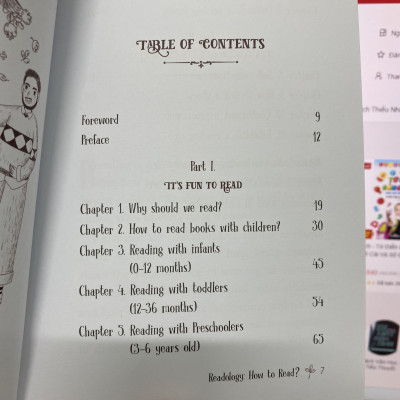 TABLE OF CONTENTS
Foreword 9
Preface 12
Part I.
IT'S FUN TO READ
Chapter 1. Why should we read? 19
Chapter 2. How to read books with children? 30
Chapter 3. Reading with infants
(0-12 months) 45
Chapter 4. Reading with toddlers
(12-36 months) 54
Chapter 5. Reading with Preschoolers
(3-6 years old) 65
Readology: How to Read? 7